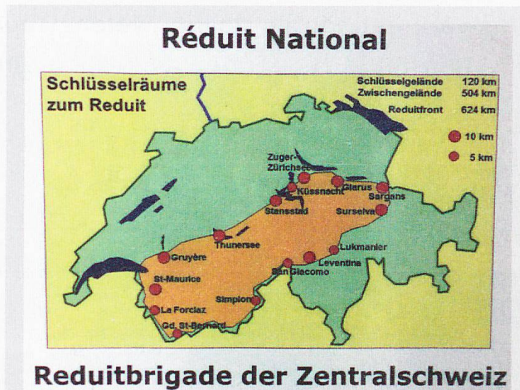 Réduit National
Schlüsselräume
zum Reduit
Schlüsselgelände 120 km
Zwischengelände 504 km
Reduitfront 624 km
10 km
5 km
Zuger-
Zürichsee
Küssnacht
Glarus
Sargans
Stansstad
Surselva
Thunersee
Lukmanier
Gruyère
Leventina
San Giacomo
St-Maurice
Simplon
La Forclaz
Gd. St-Bernard
Reduitbrigade der Zentralschweiz